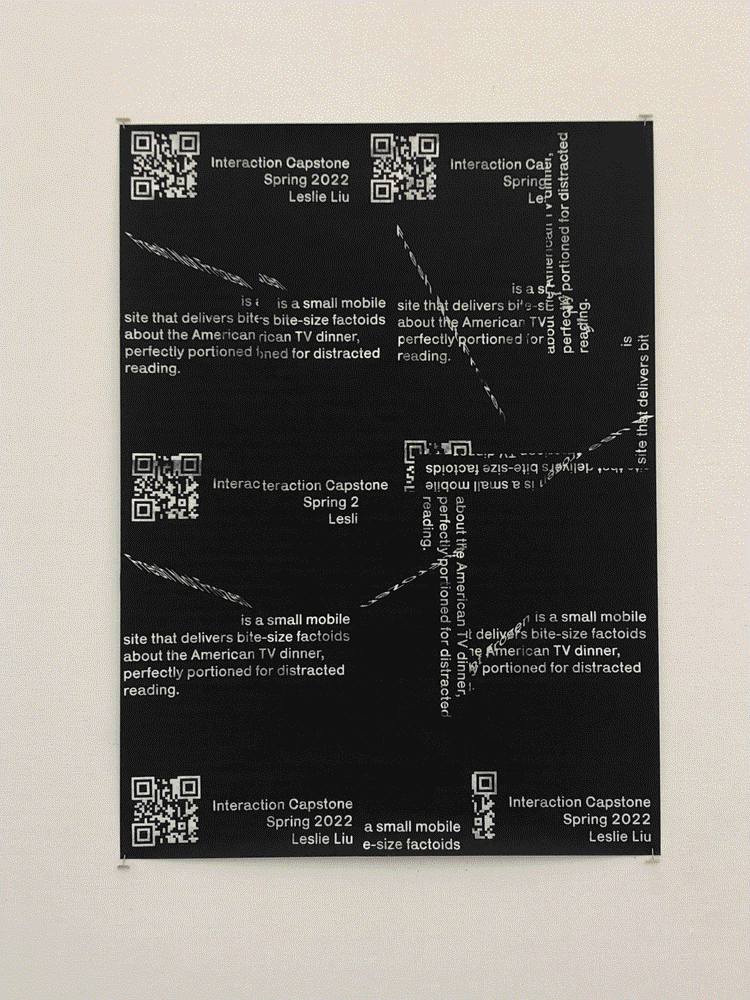 Interaction Capstone
Spring 2022
Leslie Liu
Interaction Ca
Spring
Le
about the American TV dinner,
perfectly portioned for distracted
reading.
is a small mobile
site that delivers bite-s bite-size factoids
about the American rican TV dinner,
perfectly portioned ned for distracted
reading.
is a s
site that delivers bite-s
about the American TV
perfectly portioned for
reading.
is
site that delivers bit
Interac teraction Capstone
Spring 2
Lesli
is a small mobile
delivers bite-size factoids
about the American TV dinner,
perfectly portioned for distracted
reading.
is a small mobile
site that delivers bite-size factoids
about the American TV dinner,
perfectly portioned for distracted
reading.
is a small mobile
delivers bite-size factoids
he American TV dinner,
y portioned for distracted
Interaction Capstone
Spring 2022
Leslie Liu
a small mobile
e-size factoids
Interaction Capstone
Spring 2022
Leslie Liu